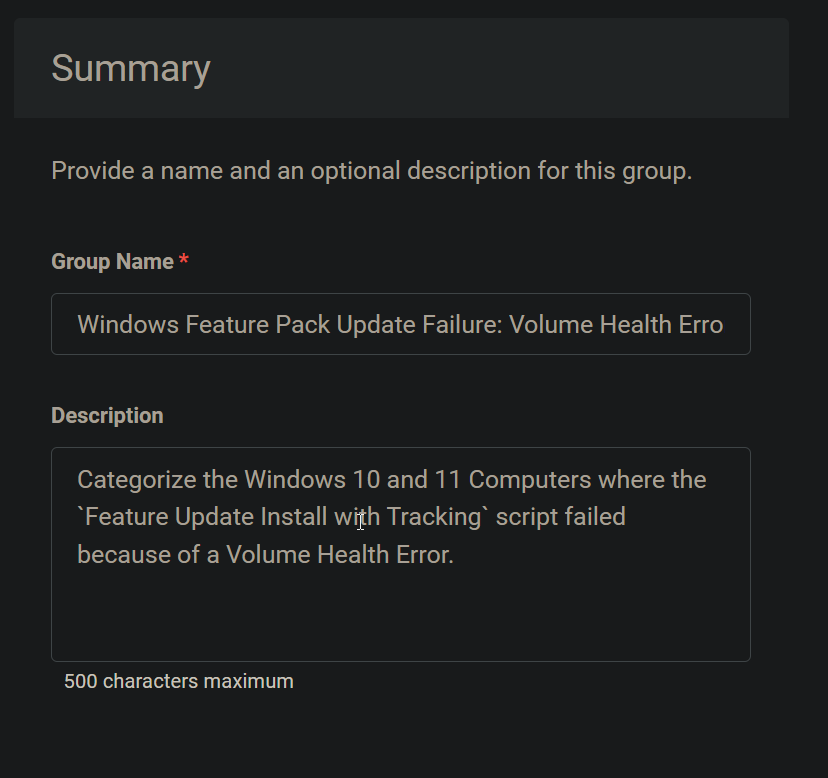 Summary
Provide a name and an optional description for this group.
Group Name *
Windows Feature Pack Update Failure: Volume Health Erro
Description
Categorize the Windows 10 and 11 Computers where the
`Feature Update Install with Tracking` script failed
because of a Volume Health Error.
500 characters maximum